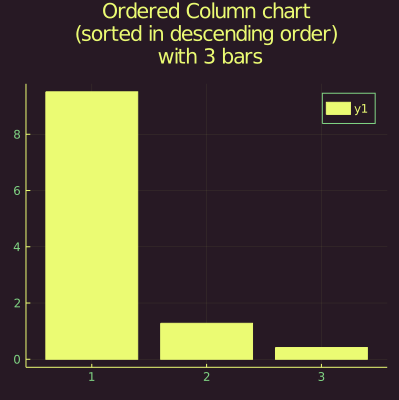 Ordered Column chart
(sorted in descending order)
with 3 bars
y1
8
6
4
2
0
1 2 3